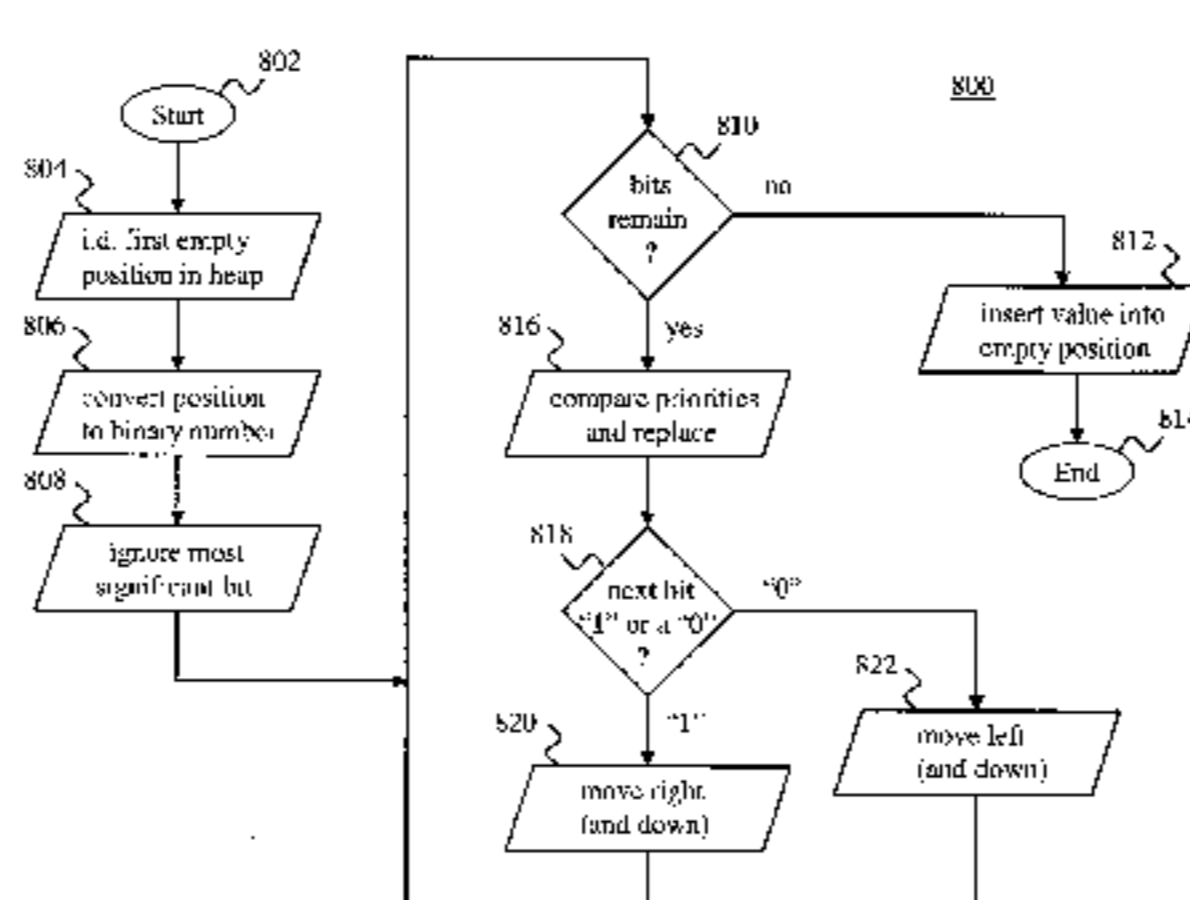 802
Start
804
i.d. first empty
position in heap
806
convert position
to binary number
808
ignore most
significant bit
800
810
bits
remain
?
no
yes
812
insert value into
empty position
End
816
compare priorities
and replace
818
next bit
“1” or a “0”
?
“0”
“1”
820
move right
(and down)
822
move left
(and down)